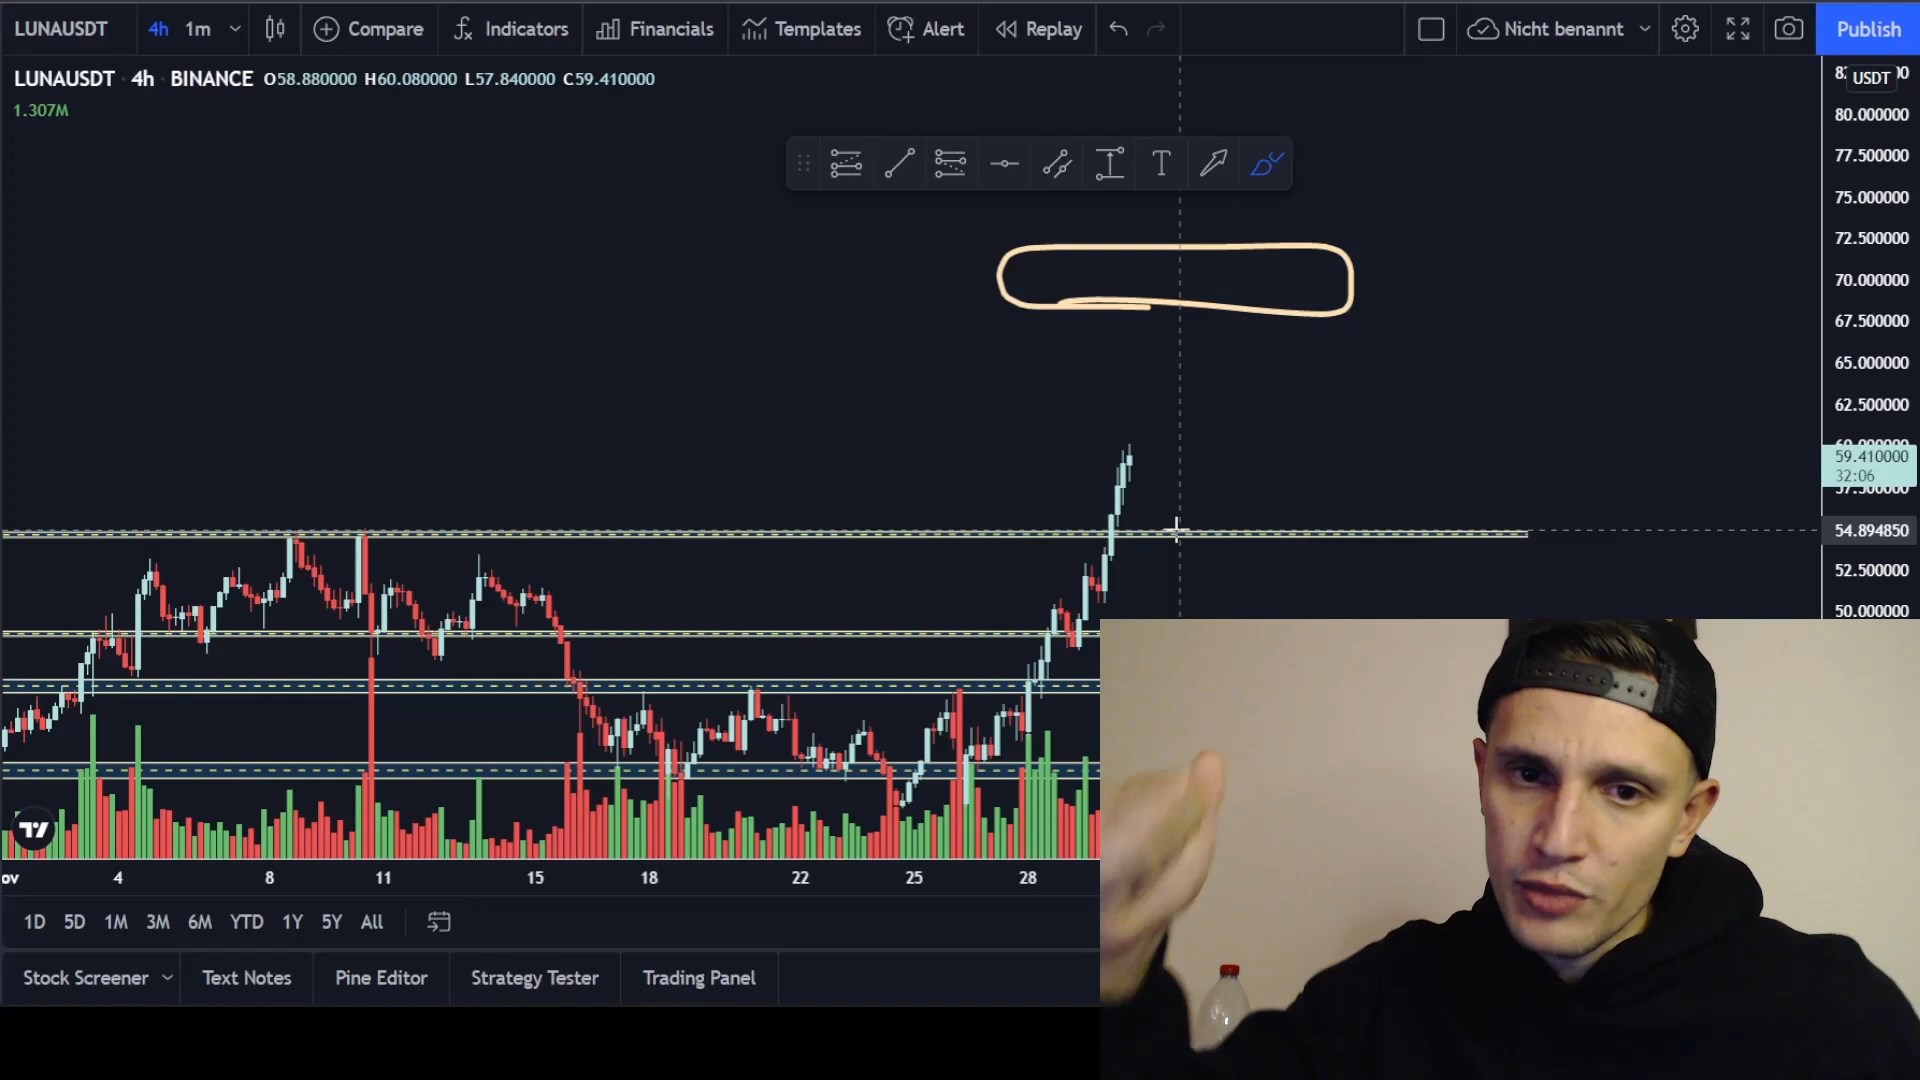 LUNAUSDT 4h 1m Compare Indicators Financials Templates Alert Replay Nicht benannt Publish
LUNAUSDT · 4h · BINANCE O58.880000 H60.080000 L57.840000 C59.410000
1.307M
USDT
80.000000
77.500000
75.000000
72.500000
70.000000
67.500000
65.000000
62.500000
59.410000
32:06
54.894850
52.500000
50.000000
4 8 11 15 18 22 25 28
1D 5D 1M 3M 6M YTD 1Y 5Y All
Stock Screener Text Notes Pine Editor Strategy Tester Trading Panel